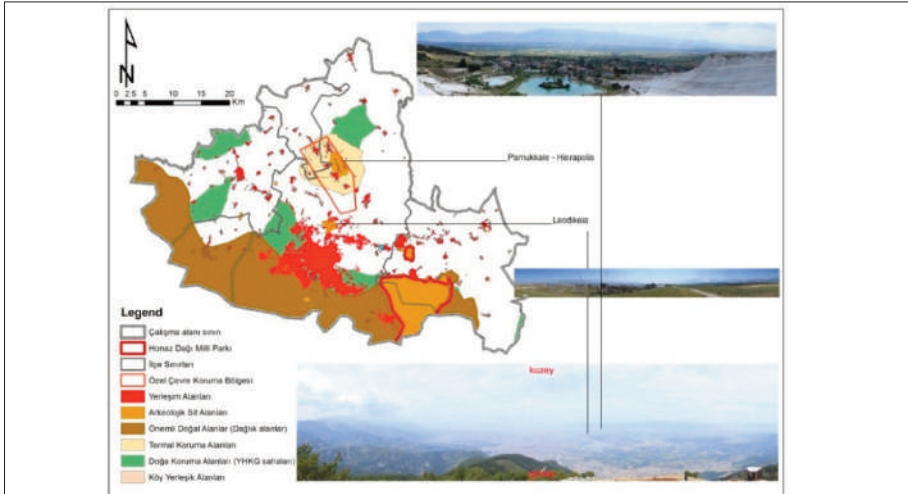 N
0 2.5 5 10 15 20
Km
Pamukkale - Hierapolis
Laodikeia
Legend
Çalışma alanı sınırı
Honaz Dağı Milli Parkı
İlçe Sınırları
Özel Çevre Koruma Bölgesi
Yerleşim Alanları
Arkeolojik Sit Alanları
Önemli Doğal Alanlar (Dağlık alanlar)
Termal Koruma Alanları
Doğa Koruma Alanları (YHKG sahaları)
Köy Yerleşik Alanları
kuzey